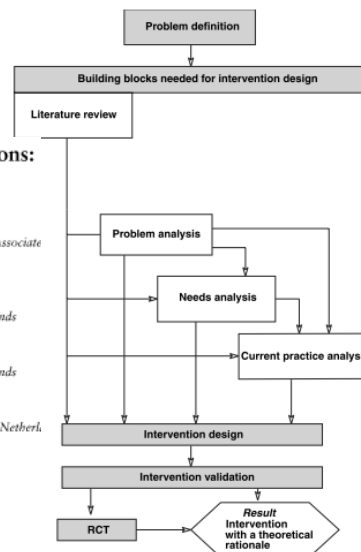 Problem definition
Building blocks needed for intervention design
Literature review
ons:
ssociate
Problem analysis
Needs analysis
nds
Current practice analys
nds
Netherl
Intervention design
Intervention validation
RCT
Result
Intervention
with a theoretical
rationale